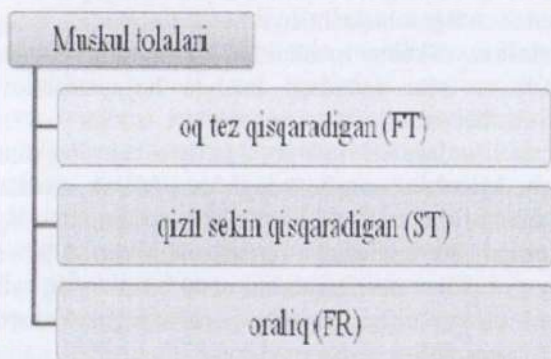 Muskul tolalari
oq tez qisqaradigan (FT)
qizil sekin qisqaradigan (ST)
oraliq (FR)